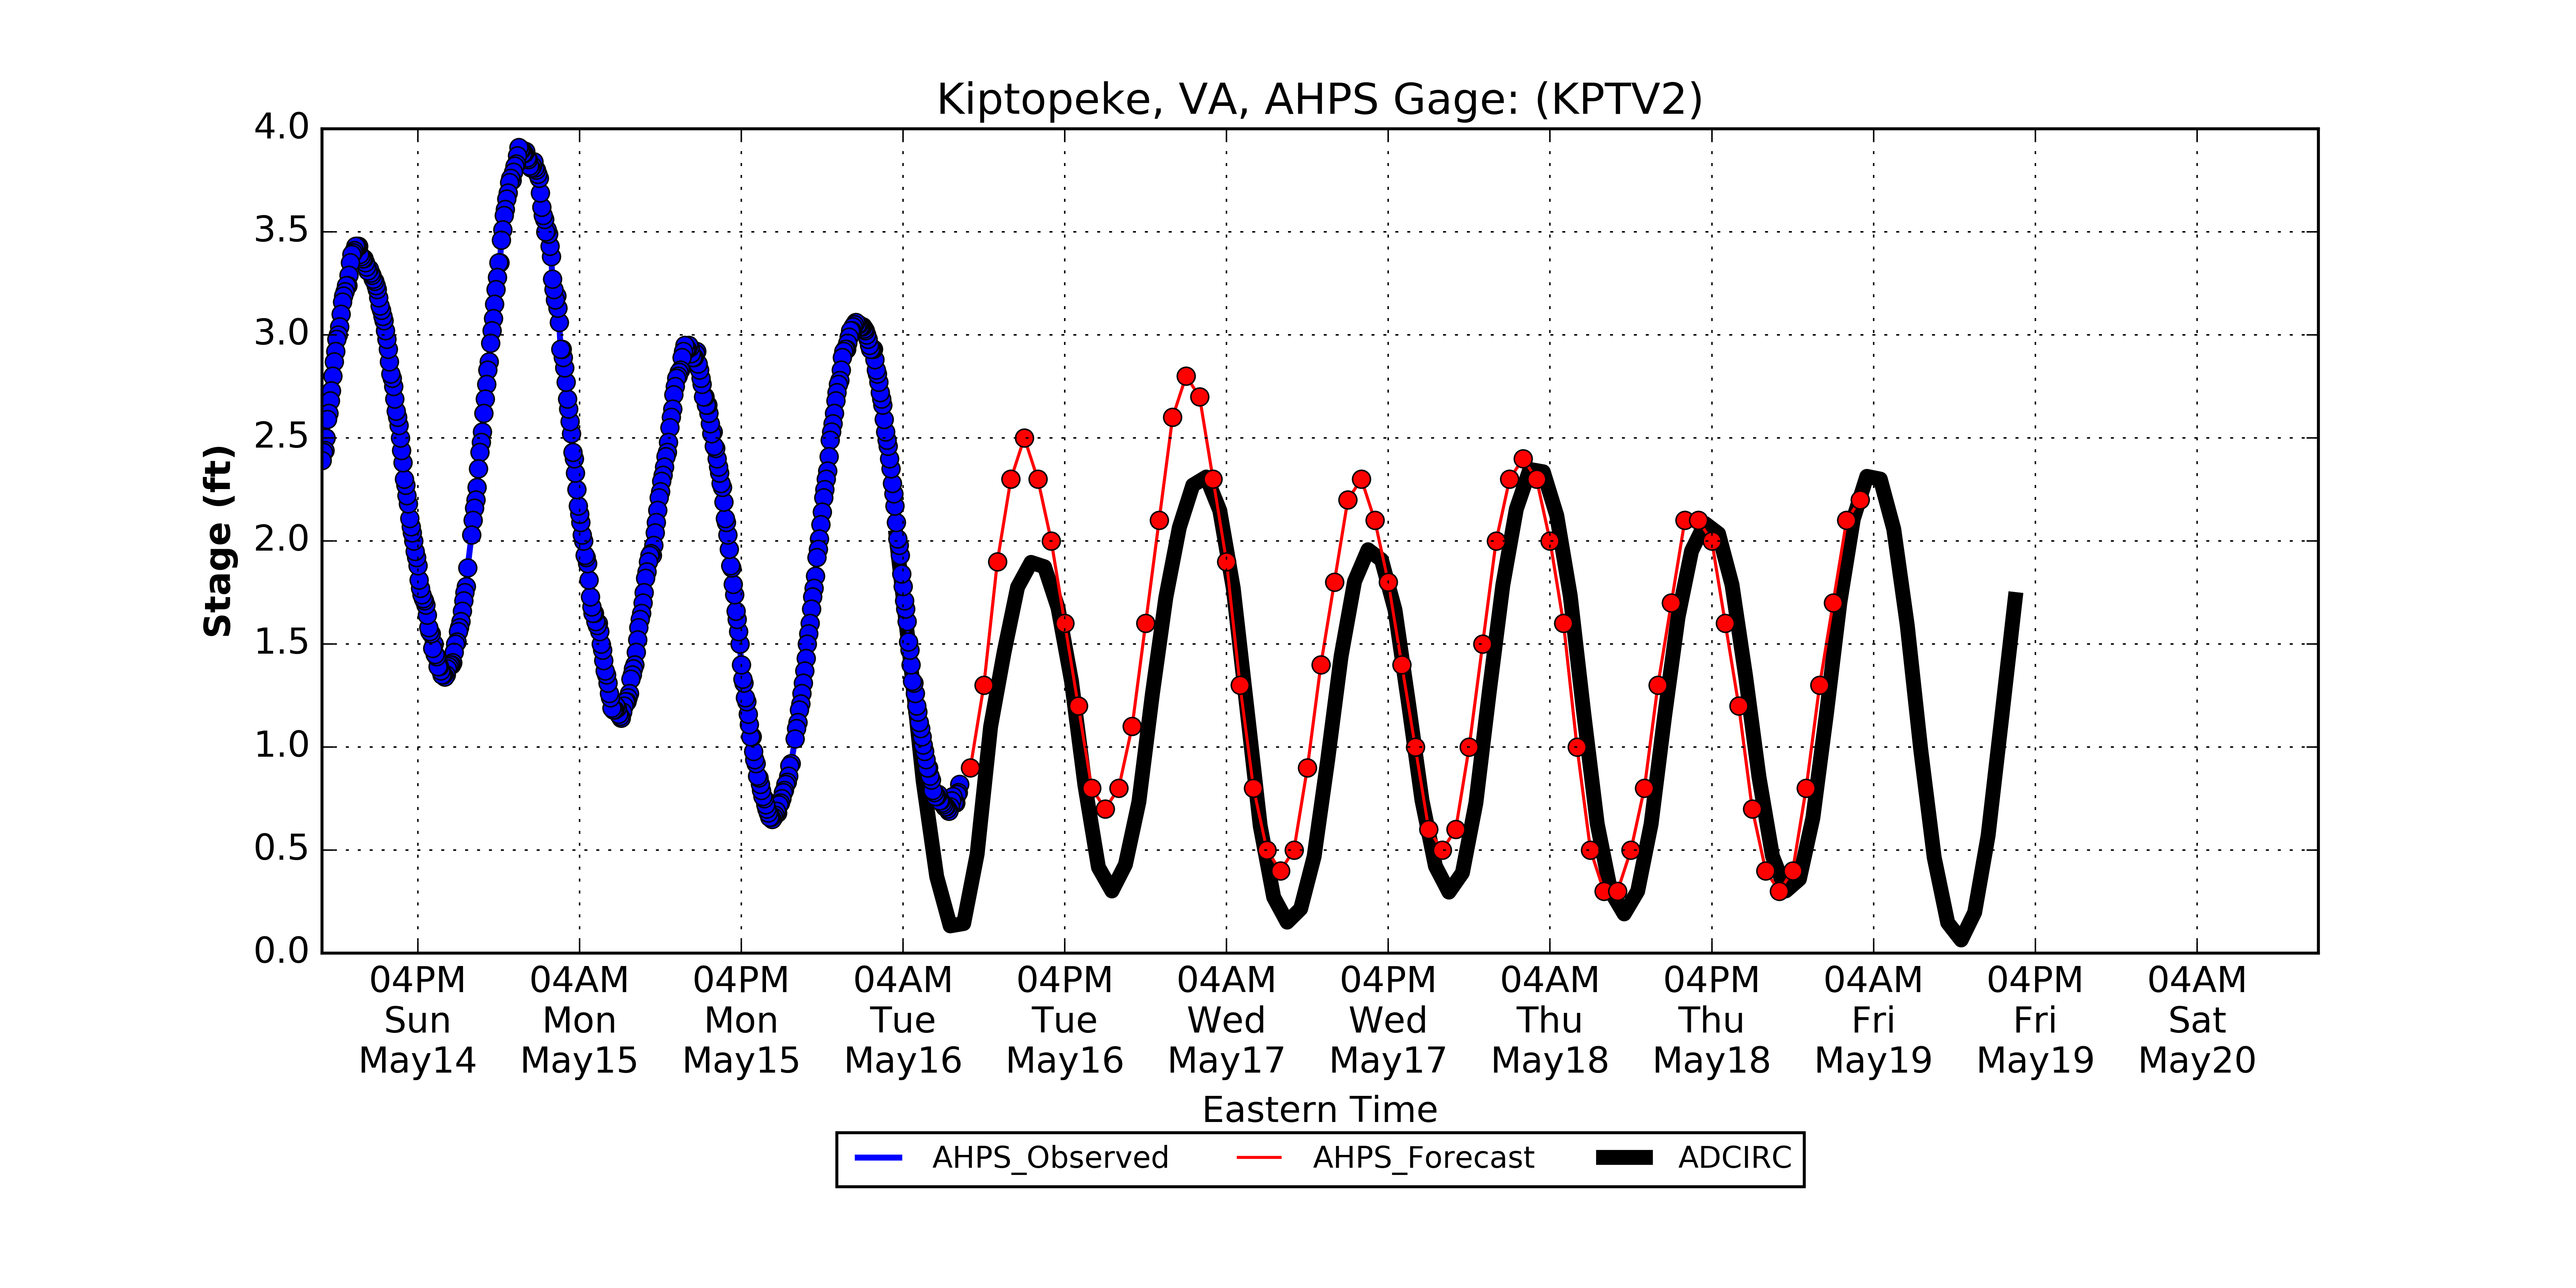 Kiptopeke, VA, AHPS Gage: (KPTV2)
4.0
3.5
3.0
2.5
2.0
1.5
1.0
0.5
0.0
Stage (ft)
04PM 04AM 04PM 04AM 04PM 04AM 04PM 04AM 04PM 04AM 04PM 04AM
Sun Mon Mon Tue Tue Wed Wed Thu Thu Fri Fri Sat
May14 May15 May15 May16 May16 May17 May17 May18 May18 May19 May19 May20
Eastern Time
AHPS_Observed AHPS_Forecast ADCIRC